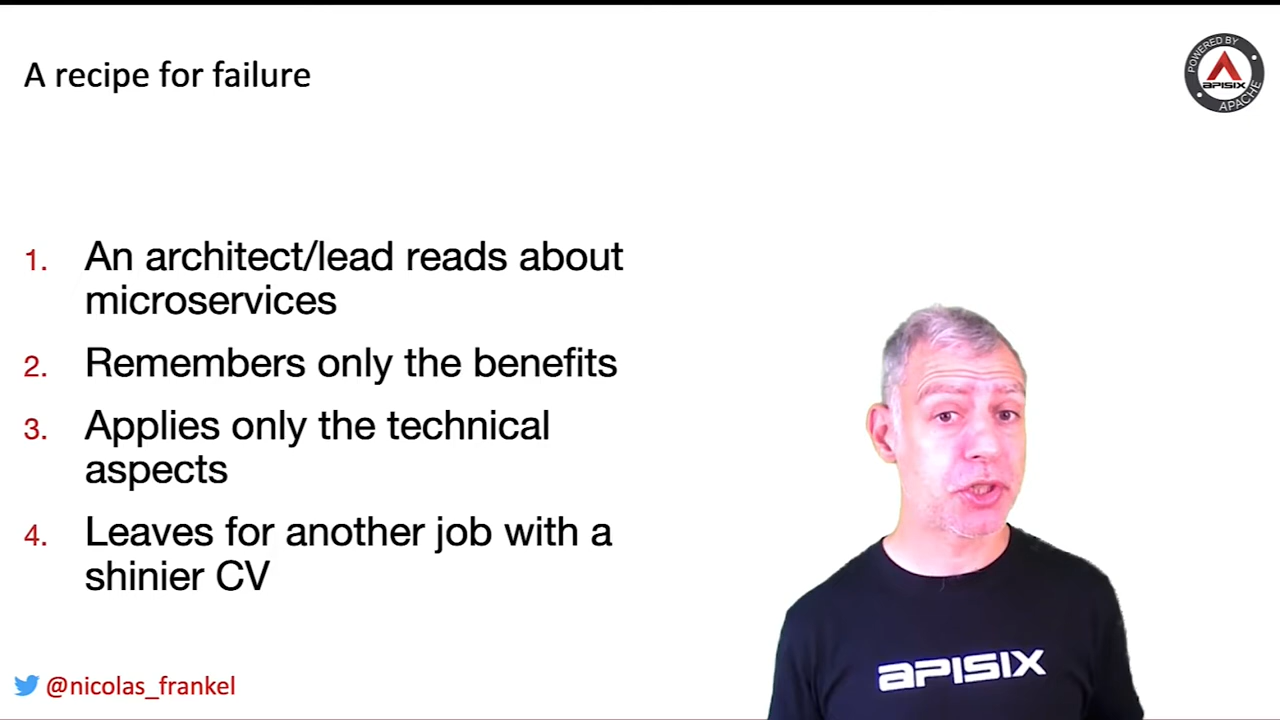 A recipe for failure
POWERED BY
APISIX
APACHE
1. An architect/lead reads about
microservices
2. Remembers only the benefits
3. Applies only the technical
aspects
4. Leaves for another job with a
shinier CV
APISIX
@nicolas_frankel